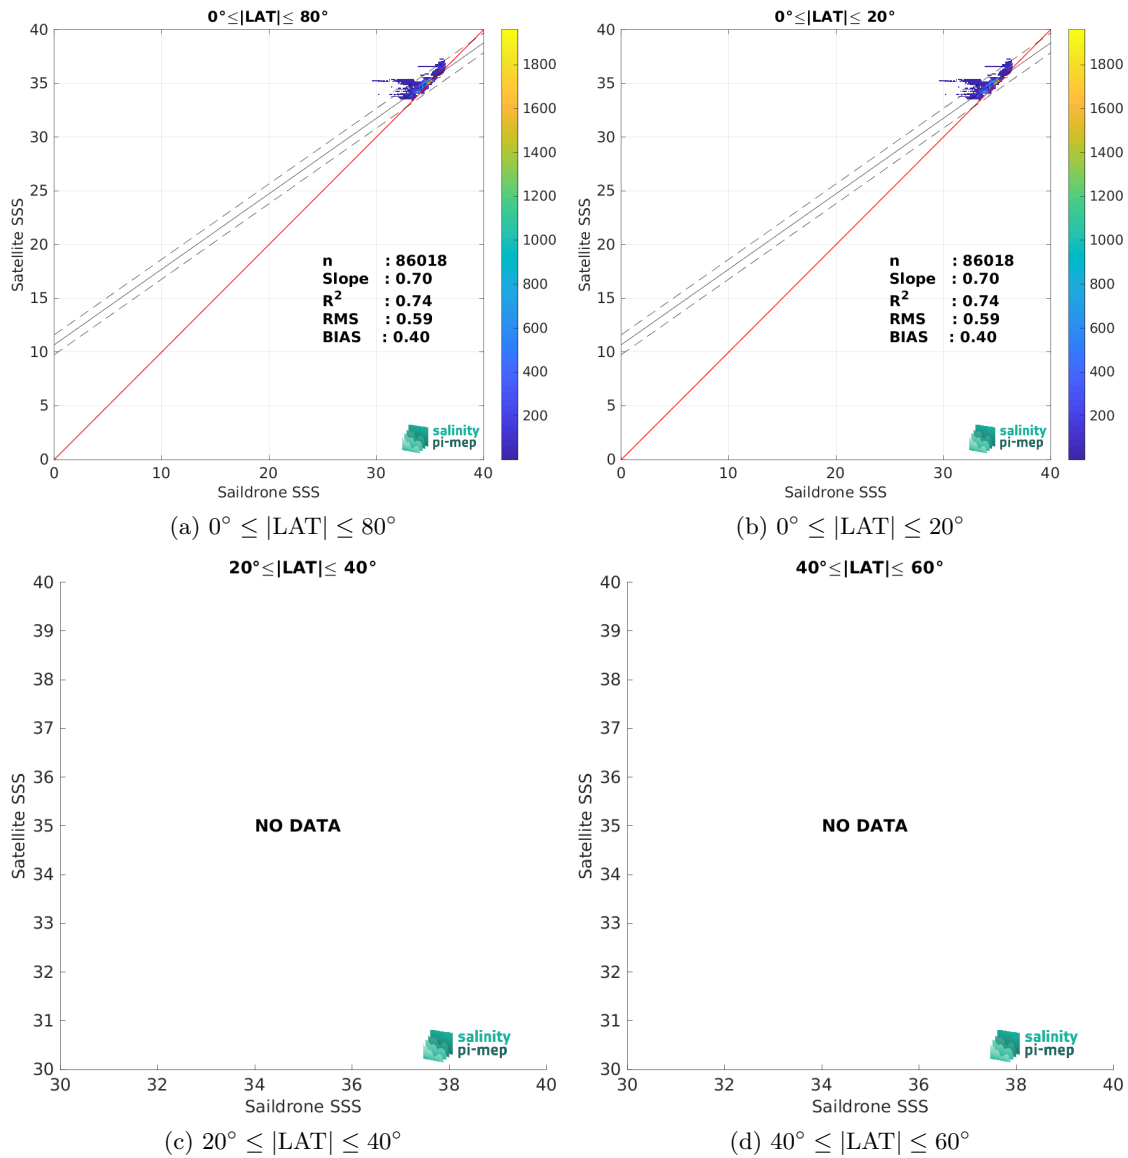 0°≤|LAT|≤ 80°
Satellite SSS
40
35
30
25
20
15
10
5
0
n : 86018
Slope : 0.70
R² : 0.74
RMS : 0.59
BIAS : 0.40
salinity
pi-mep
0 10 20 30 40
Saildrone SSS
1800
1600
1400
1200
1000
800
600
400
200
(a) 0° ≤ |LAT| ≤ 80°
0°≤|LAT|≤ 20°
Satellite SSS
40
35
30
25
20
15
10
5
0
n : 86018
Slope : 0.70
R² : 0.74
RMS : 0.59
BIAS : 0.40
salinity
pi-mep
0 10 20 30 40
Saildrone SSS
1800
1600
1400
1200
1000
800
600
400
200
(b) 0° ≤ |LAT| ≤ 20°
20°≤|LAT|≤ 40°
Satellite SSS
40
39
38
37
36
35
34
33
32
31
30
NO DATA
salinity
pi-mep
30 32 34 36 38 40
Saildrone SSS
(c) 20° ≤ |LAT| ≤ 40°
40°≤|LAT|≤ 60°
Satellite SSS
40
39
38
37
36
35
34
33
32
31
30
NO DATA
salinity
pi-mep
30 32 34 36 38 40
Saildrone SSS
(d) 40° ≤ |LAT| ≤ 60°